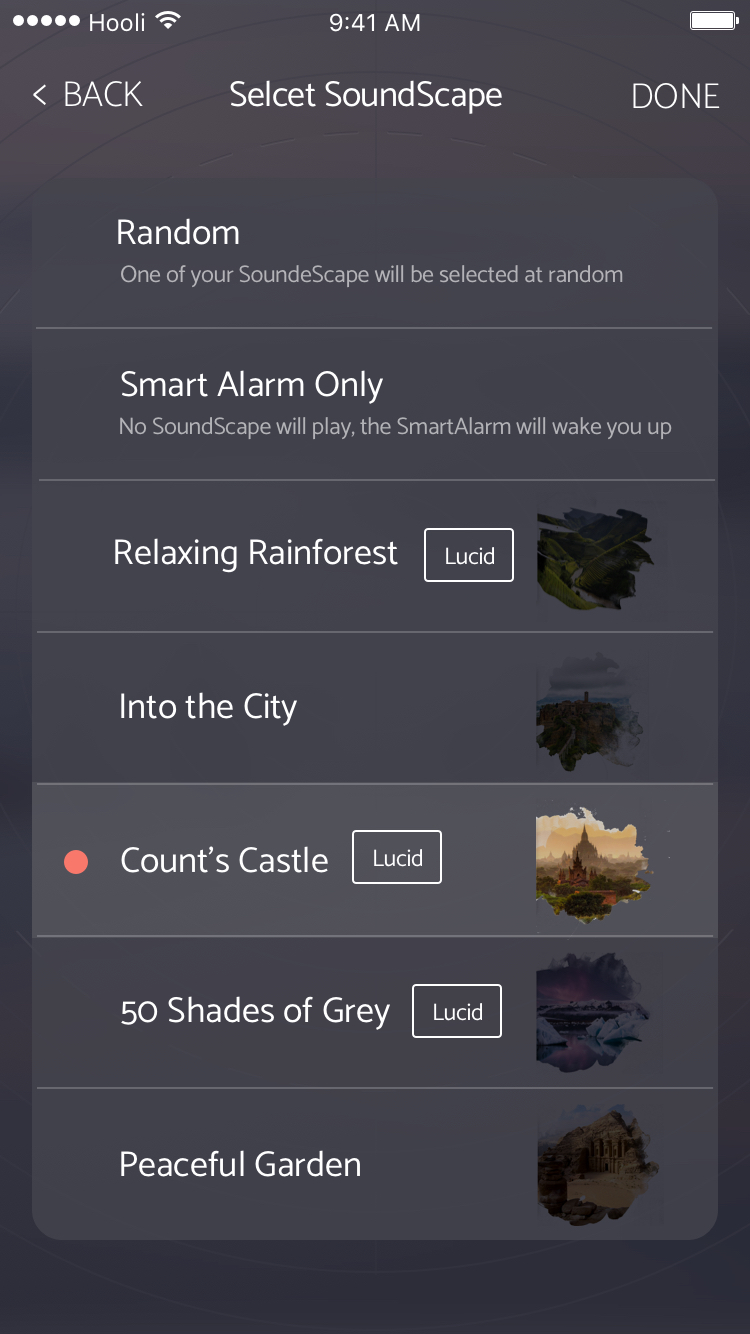 Hooli 9:41 AM
< BACK Selcet SoundScape DONE
Random
One of your SoundeScape will be selected at random
Smart Alarm Only
No SoundScape will play, the SmartAlarm will wake you up
Relaxing Rainforest Lucid
Into the City
Count's Castle Lucid
50 Shades of Grey Lucid
Peaceful Garden